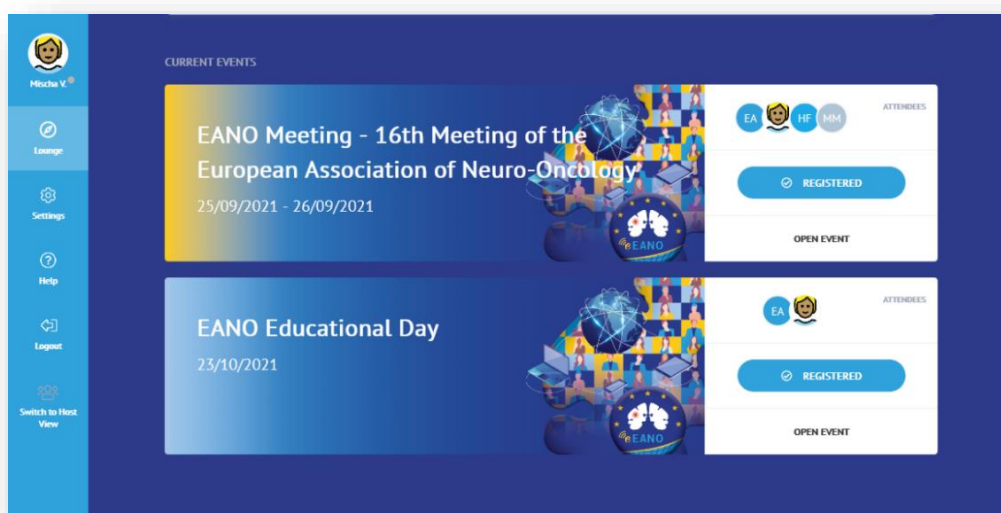 Mischa V.
Lounge
Settings
Help
Logout
Switch to Host
View
CURRENT EVENTS
EANO Meeting - 16th Meeting of the
European Association of Neuro-Oncology
25/09/2021 - 26/09/2021
eEANO
EA
HF
MM
ATTENDEES
REGISTERED
OPEN EVENT
EANO Educational Day
23/10/2021
eEANO
EA
ATTENDEES
REGISTERED
OPEN EVENT